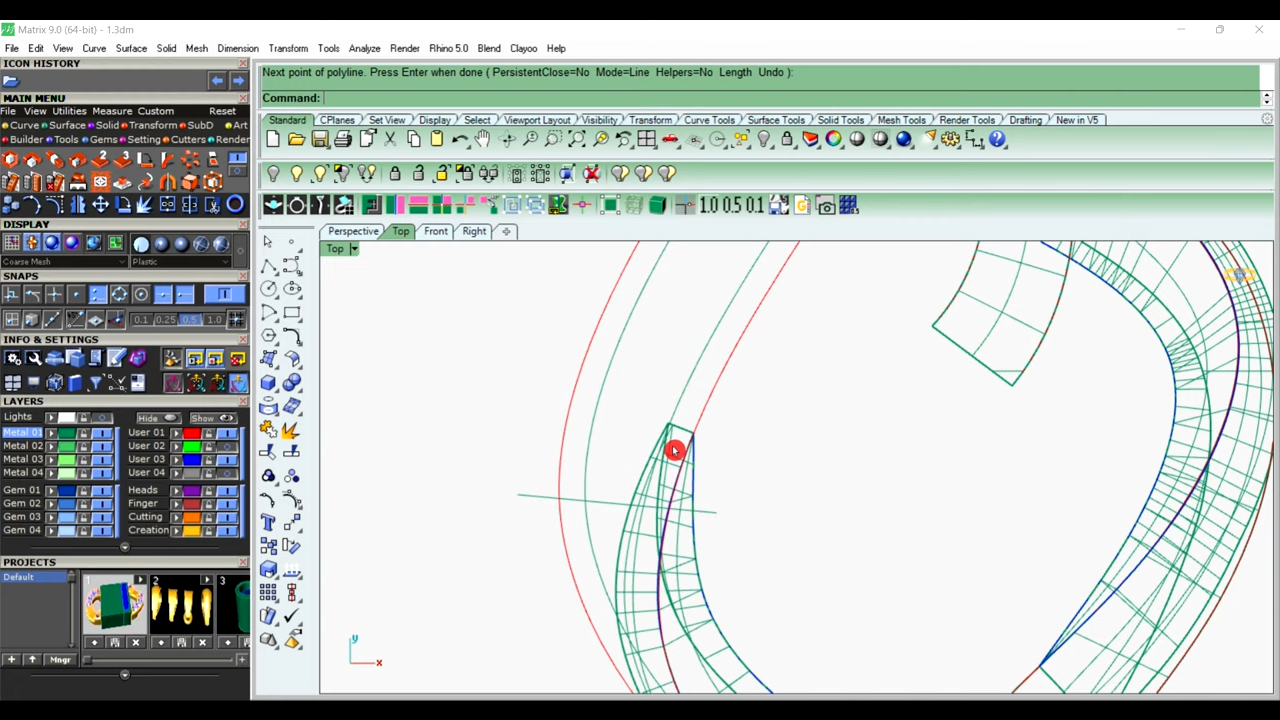 Matrix 9.0 (64-bit) - 1.3dm
File Edit View Curve Surface Solid Mesh Dimension Transform Tools Analyze Render Rhino 5.0 Blend Clayoo Help
ICON HISTORY
MAIN MENU
File View Utilities Measure Custom Reset
Curve Surface Solid Transform SubD Art
Builder Tools Gems Setting Cutters Render
DISPLAY
Coarse Mesh Plastic
SNAPS
0.1 0.25 0.5 1.0
INFO & SETTINGS
LAYERS
Lights Hide Show
Metal 01 User 01
Metal 02 User 02
Metal 03 User 03
Metal 04 User 04
Gem 01 Heads
Gem 02 Finger
Gem 03 Cutting
Gem 04 Creation
PROJECTS
Default 1 2 3
Mngr
Next point of polyline. Press Enter when done ( PersistentClose=No Mode=Line Helpers=No Length Undo ):
Command:
Standard CPlanes Set View Display Select Viewport Layout Visibility Transform Curve Tools Surface Tools Solid Tools Mesh Tools Render Tools Drafting New in V5
1.0 0.5 0.1
Perspective Top Front Right
Top
y
x